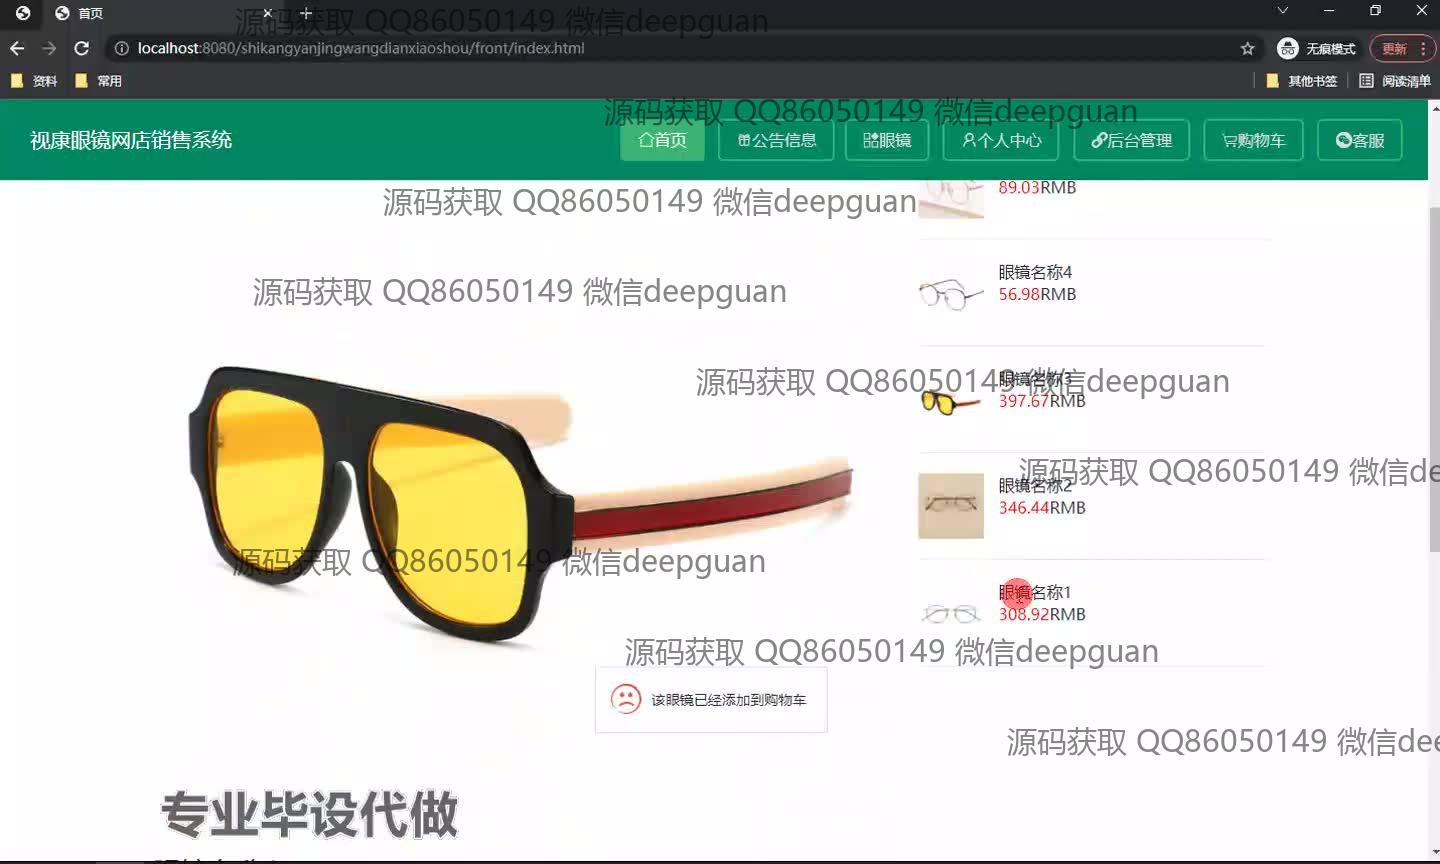 首页
localhost:8080/shikangyanjingwangdianxiaoshou/front/index.html
无痕模式
更新
资料
常用
其他书签
阅读清单
源码获取 QQ86050149 微信deepguan
源码获取 QQ86050149 微信deepguan
视康眼镜网店销售系统
首页
公告信息
眼镜
个人中心
后台管理
购物车
客服
89.03RMB
源码获取 QQ86050149 微信deepguan
眼镜名称4
56.98RMB
源码获取 QQ86050149 微信deepguan
眼镜名称3
397.67RMB
源码获取 QQ86050149 微信deepguan
眼镜名称2
346.44RMB
源码获取 QQ86050149 微信de
源码获取 QQ86050149 微信deepguan
眼镜名称1
308.92RMB
源码获取 QQ86050149 微信deepguan
该眼镜已经添加到购物车
源码获取 QQ86050149 微信dee
专业毕设代做